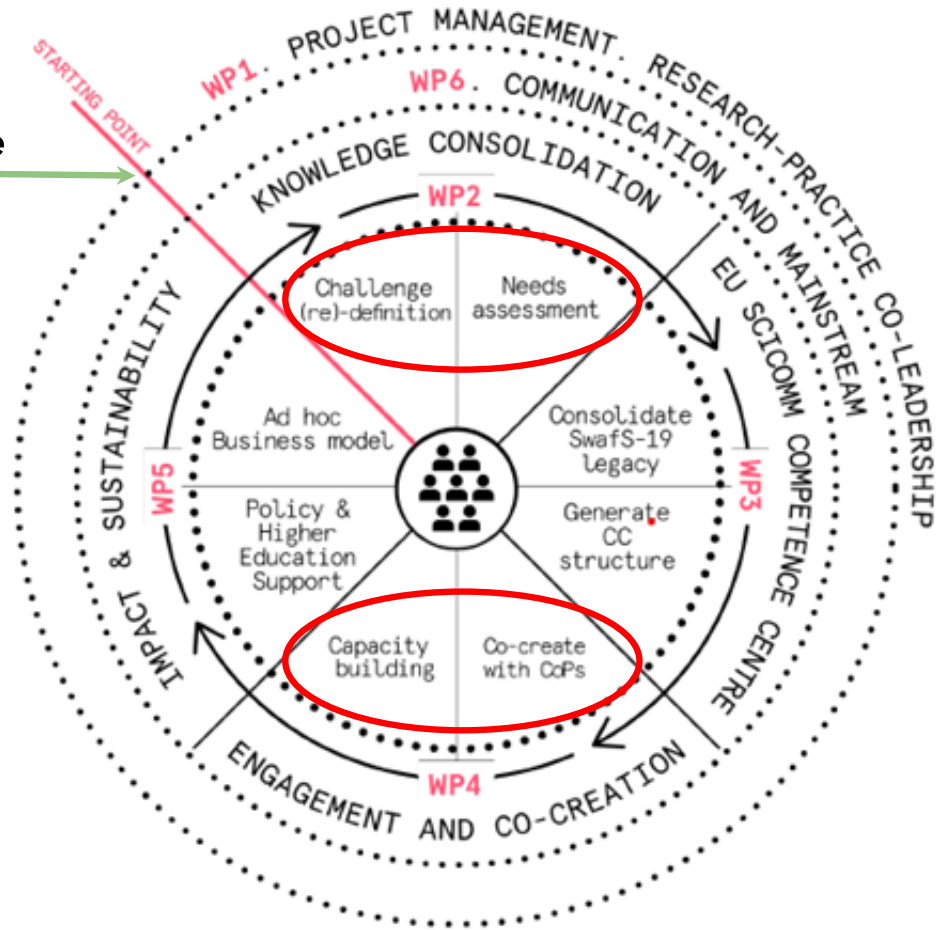 STARTING POINT
e
WP1. PROJECT MANAGEMENT. RESEARCH-PRACTICE CO-LEADERSHIP
WP6. COMMUNICATION AND MAINSTREAM
KNOWLEDGE CONSOLIDATION
WP2
Challenge
(re)-definition
Needs
assessment
EU SCICOMM COMPETENCE CENTRE
WP3
Consolidate
SwafS-19
legacy
Generate
CC
structure
ENGAGEMENT AND CO-CREATION
WP4
Co-create
with CoPs
Capacity
building
IMPACT & SUSTAINABILITY
WP5
Policy &
Higher
Education
Support
Ad hoc
Business model